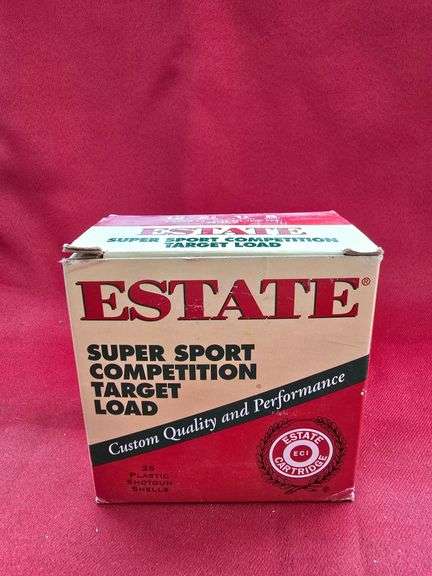 SUPER SPORT COMPETITION
TARGET LOAD
ESTATE®
SUPER SPORT
COMPETITION
TARGET
LOAD
Custom Quality and Performance
25
PLASTIC
SHOTGUN
SHELLS
ESTATE
ECI
CARTRIDGE